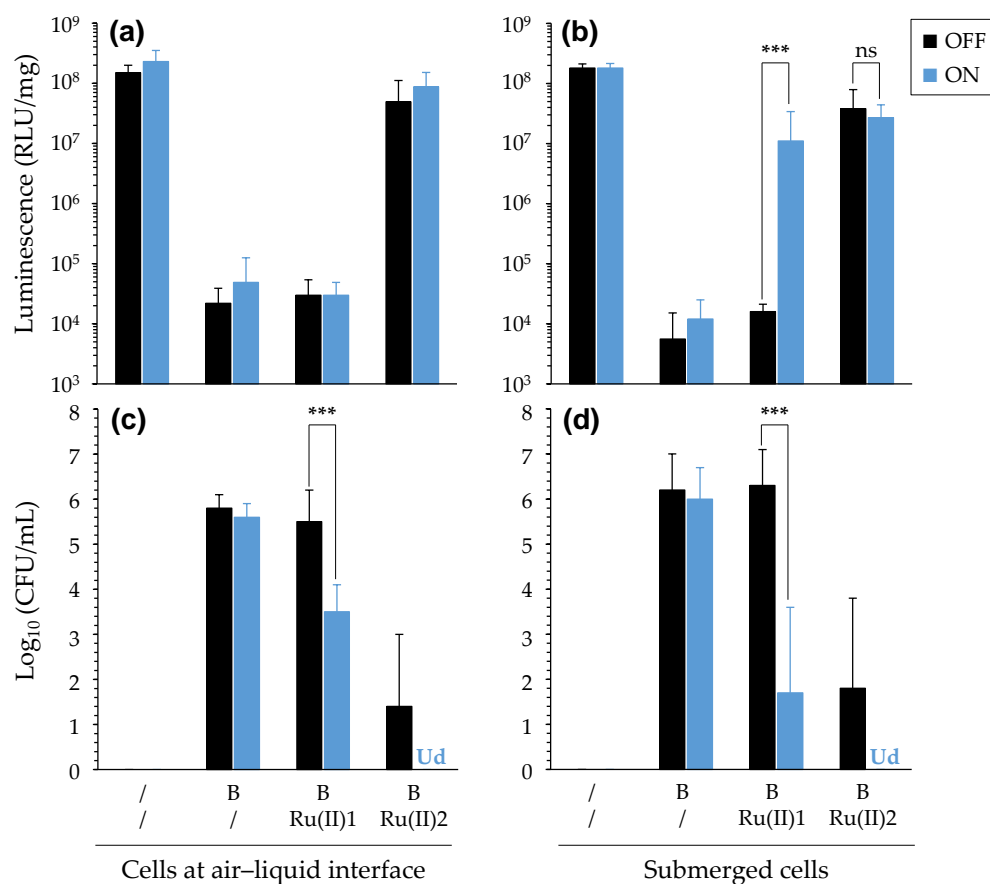 (a)
Luminescence (RLU/mg)
10⁹
10⁸
10⁷
10⁶
10⁵
10⁴
10³
(b)
10⁹
10⁸
10⁷
10⁶
10⁵
10⁴
10³
***
ns
OFF
ON
(c)
Log₁₀ (CFU/mL)
8
7
6
5
4
3
2
1
0
***
Ud
/ B B B
/ / Ru(II)1 Ru(II)2
Cells at air–liquid interface
(d)
8
7
6
5
4
3
2
1
0
***
Ud
/ B B B
/ / Ru(II)1 Ru(II)2
Submerged cells